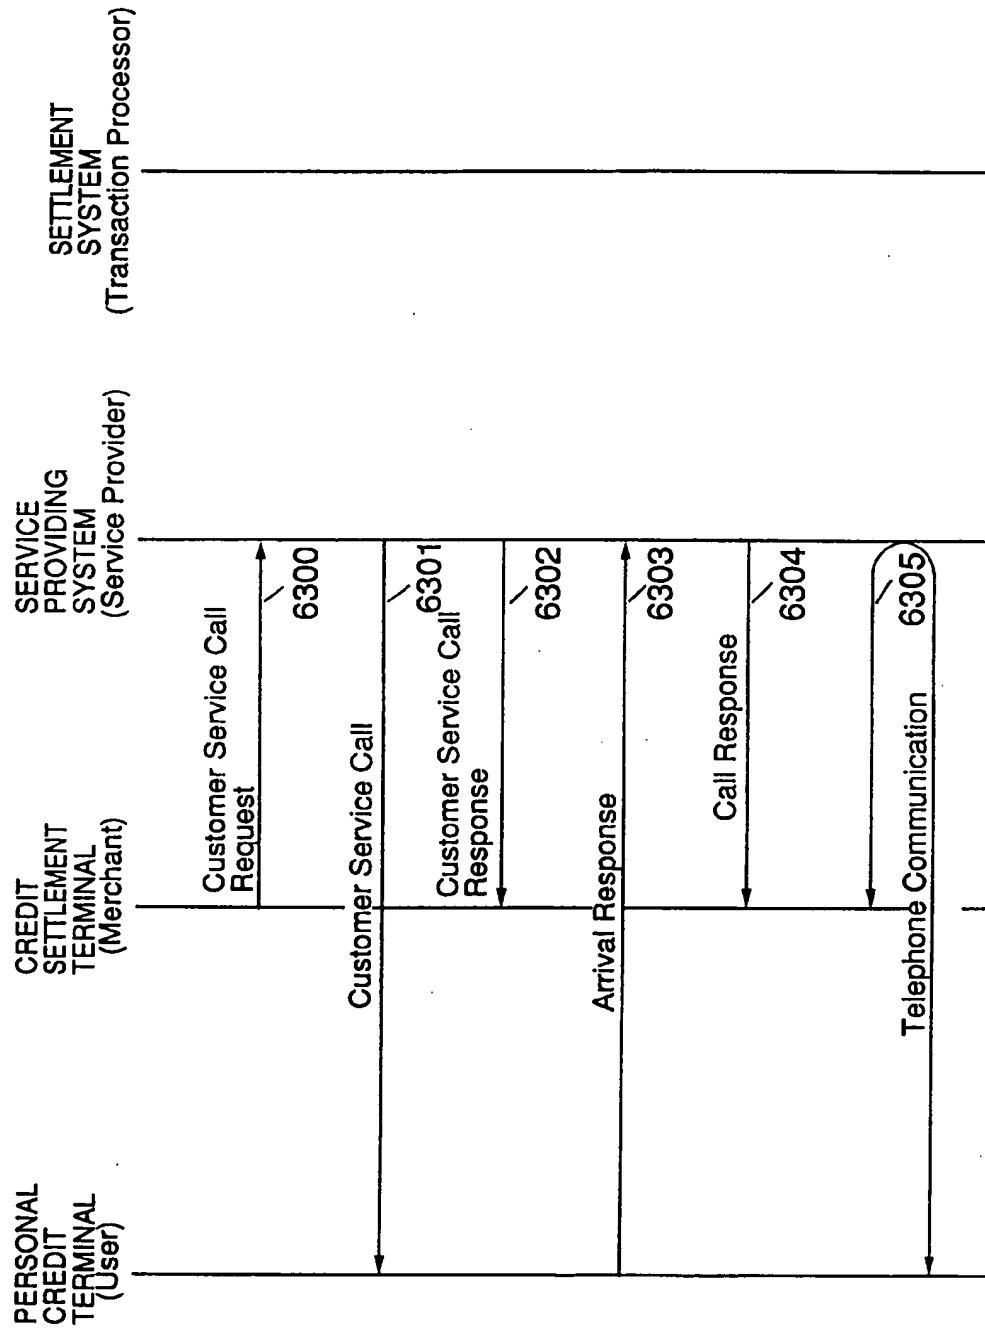 PERSONAL
CREDIT
TERMINAL
(User)
CREDIT
SETTLEMENT
TERMINAL
(Merchant)
SERVICE
PROVIDING
SYSTEM
(Service Provider)
SETTLEMENT
SYSTEM
(Transaction Processor)
Customer Service Call
Request
6300
Customer Service Call
6301
Customer Service Call
Response
6302
Arrival Response
6303
Call Response
6304
Telephone Communication
6305